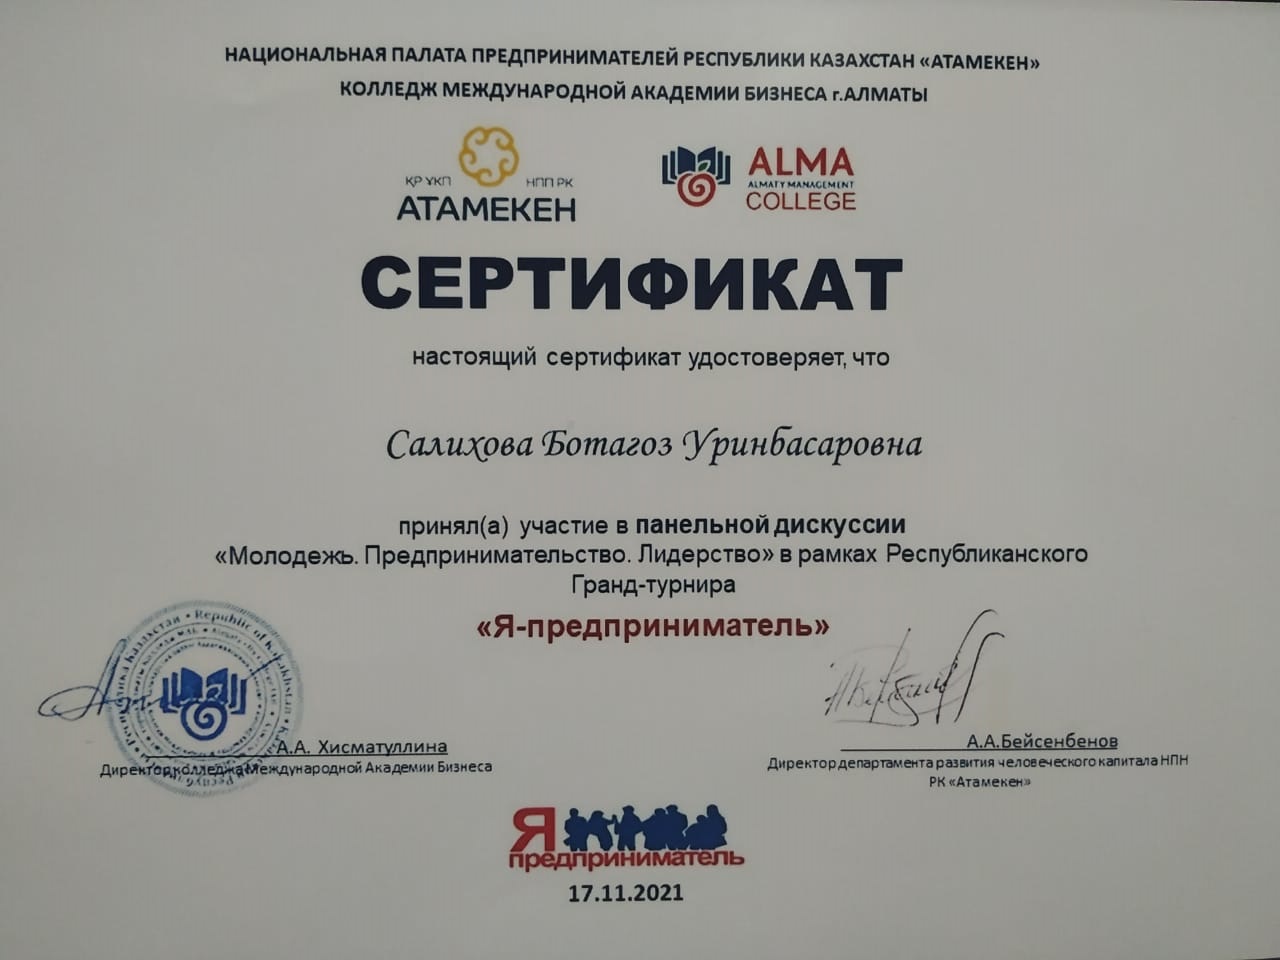 НАЦИОНАЛЬНАЯ ПАЛАТА ПРЕДПРИНИМАТЕЛЕЙ РЕСПУБЛИКИ КАЗАХСТАН «АТАМЕКЕН»
КОЛЛЕДЖ МЕЖДУНАРОДНОЙ АКАДЕМИИ БИЗНЕСА г.АЛМАТЫ
ҚР ҰКП НПП РК
АТАМЕКЕН
ALMA
ALMATY MANAGEMENT
COLLEGE
СЕРТИФИКАТ
настоящий сертификат удостоверяет, что
Салихова Ботагоз Уринбасаровна
принял(а) участие в панельной дискуссии
«Молодежь. Предпринимательство. Лидерство» в рамках Республиканского
Гранд-турнира
«Я-предприниматель»
Republic of Kazakhstan
А.А. Хисматуллина
Директор колледжа Международной Академии Бизнеса
А.А.Бейсенбенов
Директор департамента развития человеческого капитала НПН
РК «Атамекен»
Я
предприниматель
17.11.2021